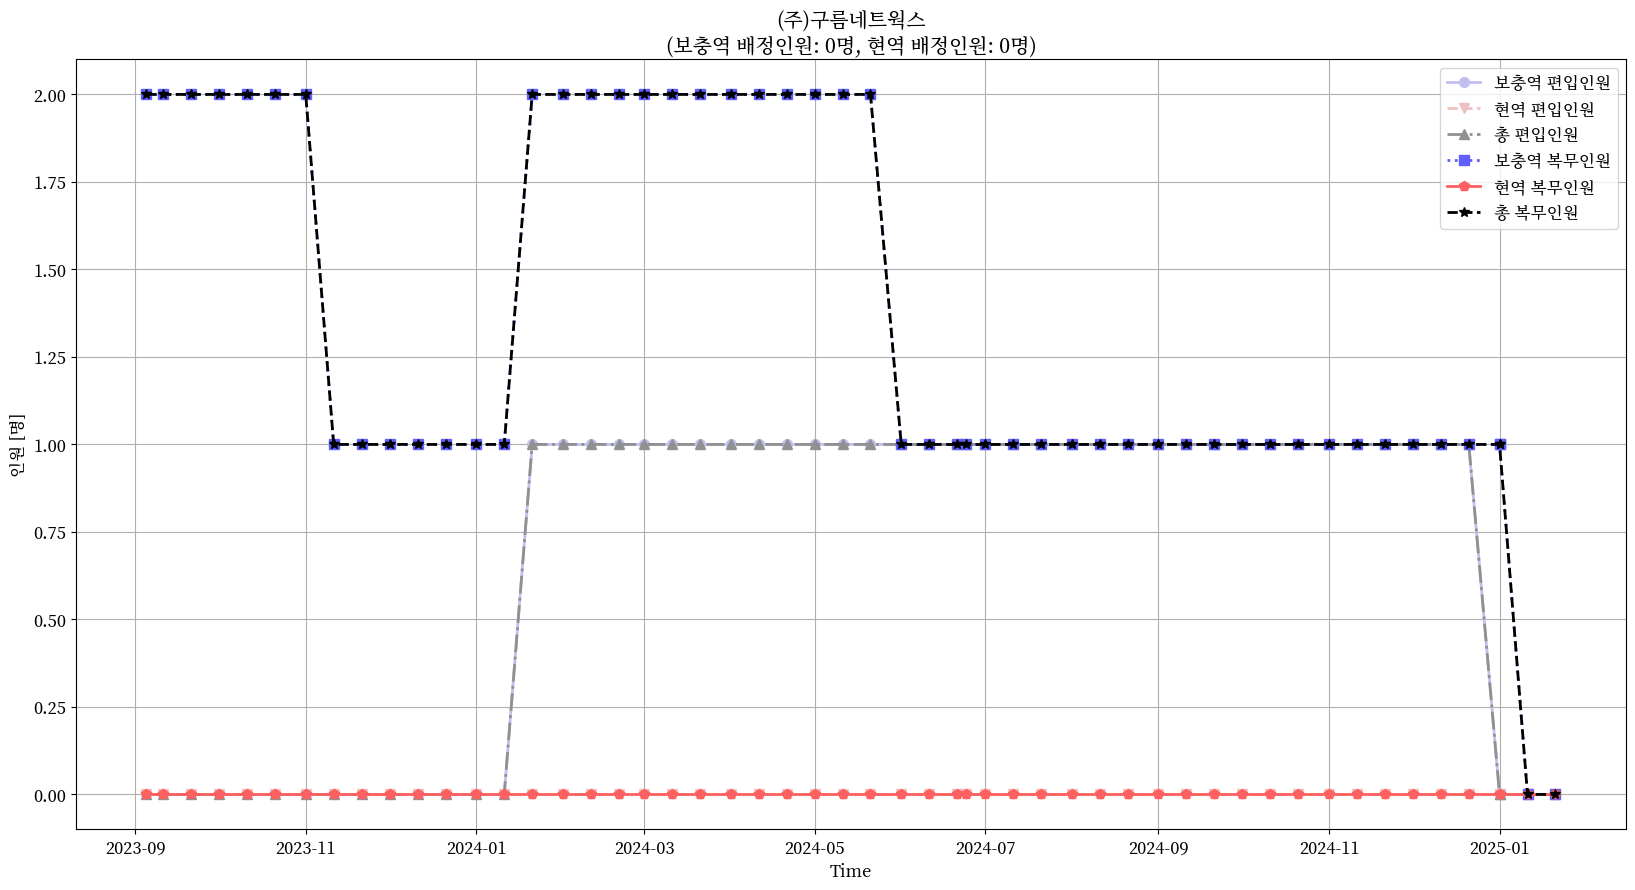 (주)구름네트웍스
(보충역 배정인원: 0명, 현역 배정인원: 0명)
보충역 편입인원
현역 편입인원
총 편입인원
보충역 복무인원
현역 복무인원
총 복무인원
2.00
1.75
1.50
1.25
1.00
0.75
0.50
0.25
0.00
인원 [명]
2023-09
2023-11
2024-01
2024-03
2024-05
2024-07
2024-09
2024-11
2025-01
Time